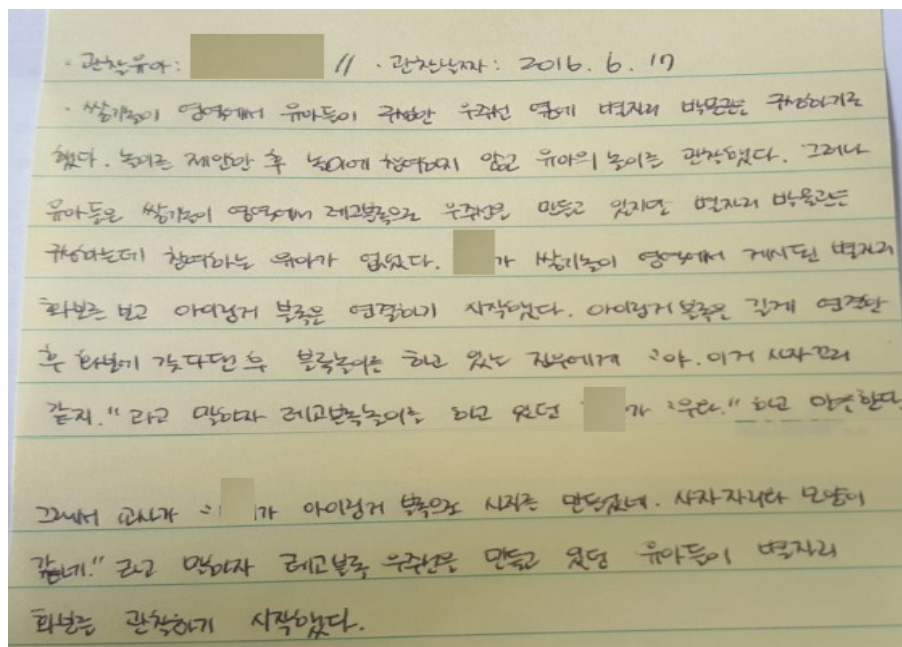 · 관찰유아: // · 관찰날짜: 2016. 6. 17
· 쌓기놀이 영역에서 유아들이 구성한 우주선 옆에 별자리 박물관을 구성하기로
했다. 놀이를 제안한 후 놀이에 참여하지 않고 유아의 놀이를 관찰했다. 그러나
유아들은 쌓기놀이 영역에서 레고블록으로 우주선을 만들고 있지만 별자리 박물관을
구성하는데 참여하는 유아가 없었다. 가 쌓기놀이 영역에서 게시된 별자리
화보를 보고 아이링거 블록을 연결하기 시작했다. 아이링거 블록을 길게 연결한
후 화보에 갖다댄 후 블록놀이를 하고 있는 친구에게 "야. 이거 사자꼬리
같지." 라고 말하자 레고블록놀이를 하고 있던 가 "우와." 하고 말한다.
그래서 교사가 " 가 아이링거 블록으로 사자를 만들었네. 사자자리와 모양이
같네." 라고 말하자 레고블록 우주선을 만들고 있던 유아들이 별자리
화보를 관찰하기 시작했다.